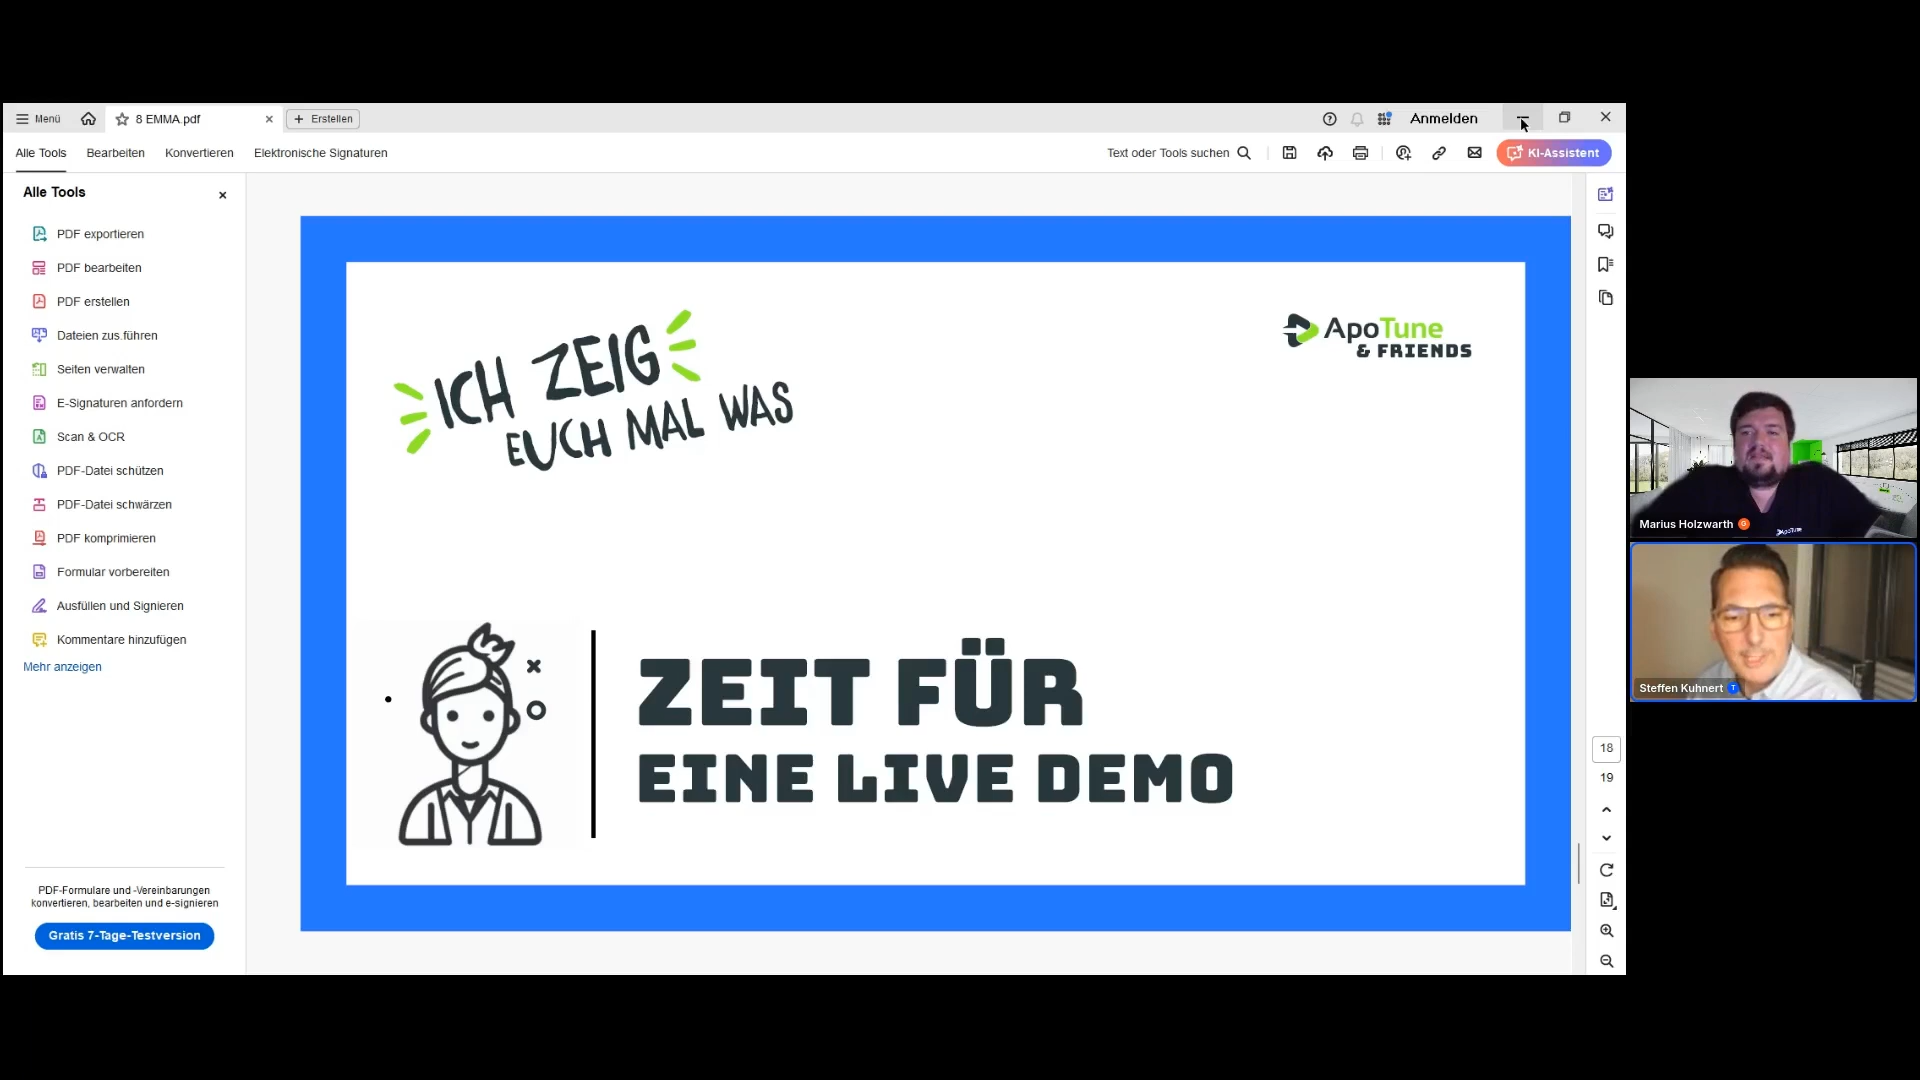 Menü
8 EMMA.pdf
Erstellen
Anmelden
Alle Tools
Bearbeiten
Konvertieren
Elektronische Signaturen
Text oder Tools suchen
KI-Assistent
Alle Tools
PDF exportieren
PDF bearbeiten
PDF erstellen
Dateien zus.führen
Seiten verwalten
E-Signaturen anfordern
Scan & OCR
PDF-Datei schützen
PDF-Datei schwärzen
PDF komprimieren
Formular vorbereiten
Ausfüllen und Signieren
Kommentare hinzufügen
Mehr anzeigen
PDF-Formulare und -Vereinbarungen
konvertieren, bearbeiten und e-signieren
Gratis 7-Tage-Testversion
ICH ZEIG
EUCH MAL WAS
ApoTune
& FRIENDS
ZEIT FÜR
EINE LIVE DEMO
18
19
Marius Holzwarth G
Steffen Kuhnert T